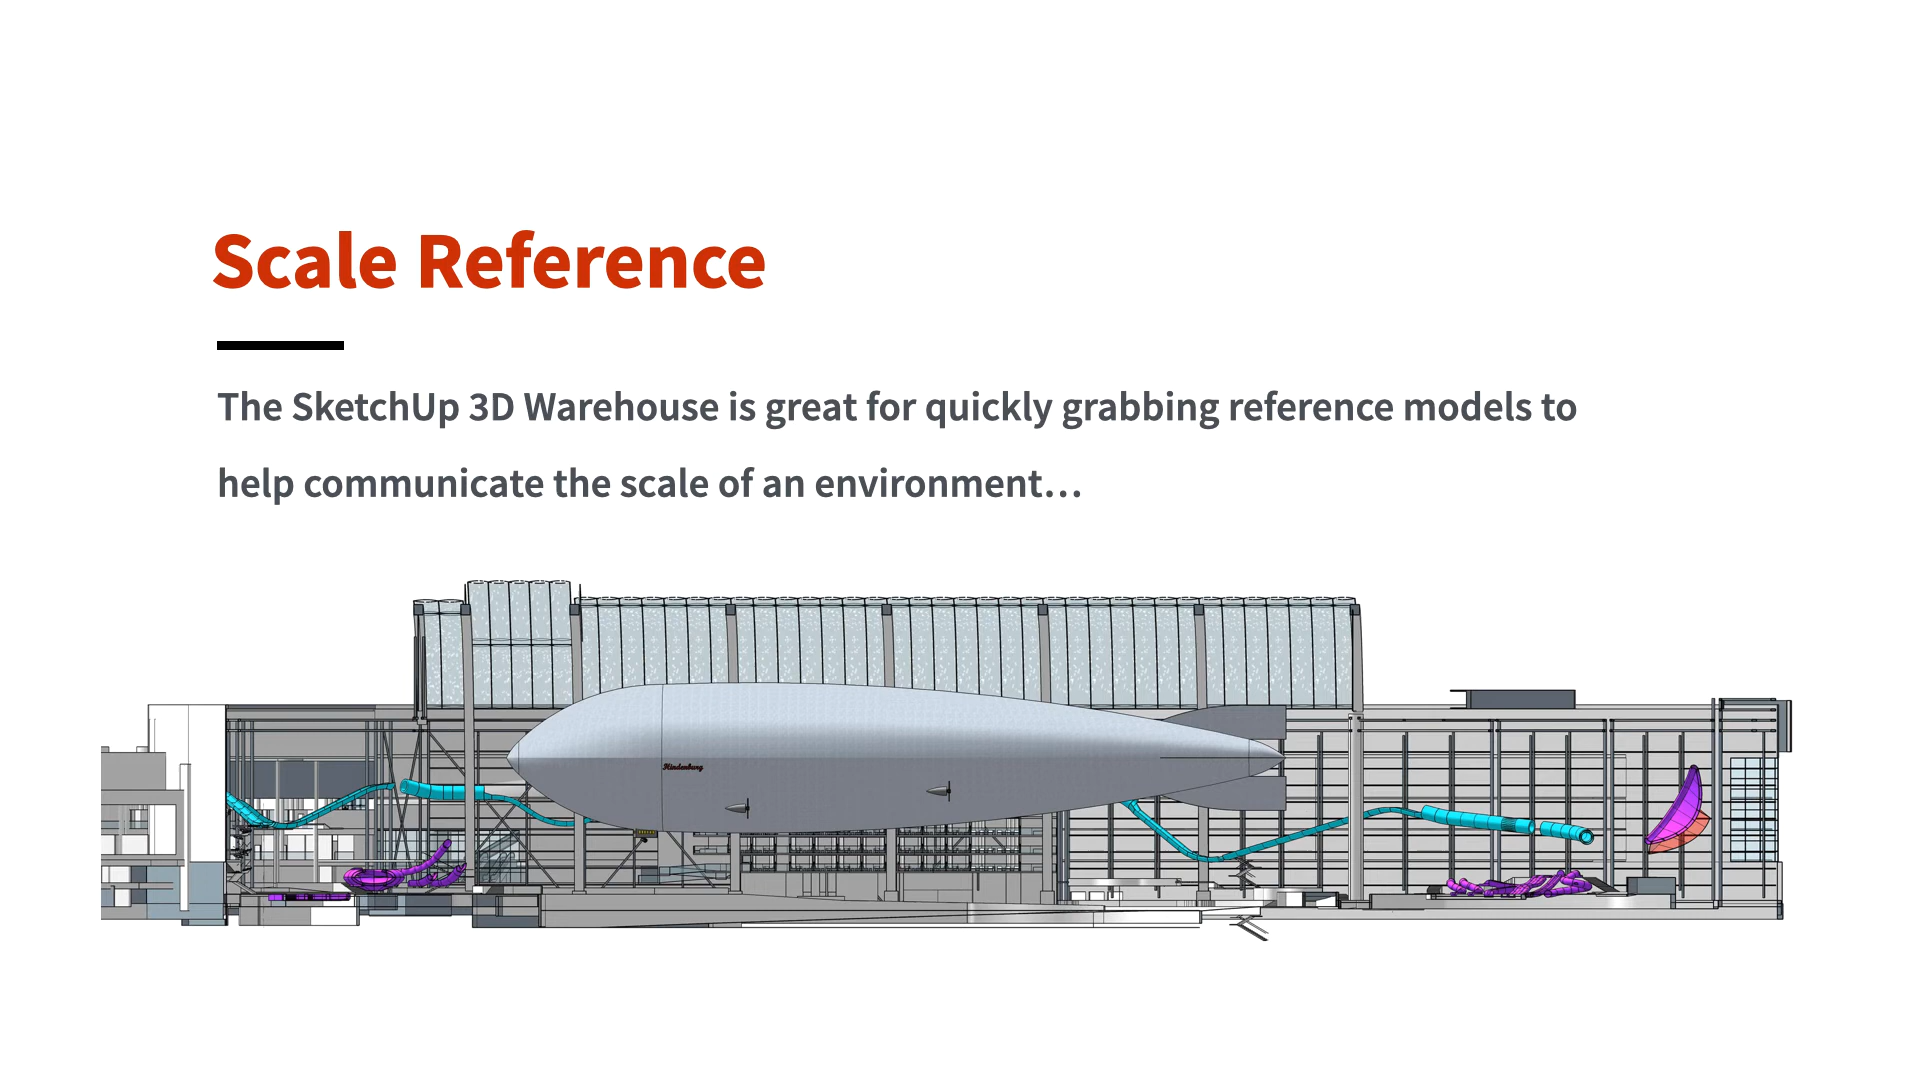 Scale Reference
The SketchUp 3D Warehouse is great for quickly grabbing reference models to
help communicate the scale of an environment…
Hindenburg